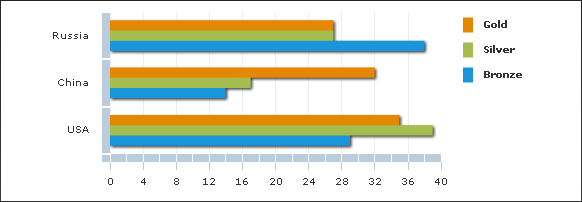 Russia
China
USA
0 4 8 12 16 20 24 28 32 36 40
Gold
Silver
Bronze